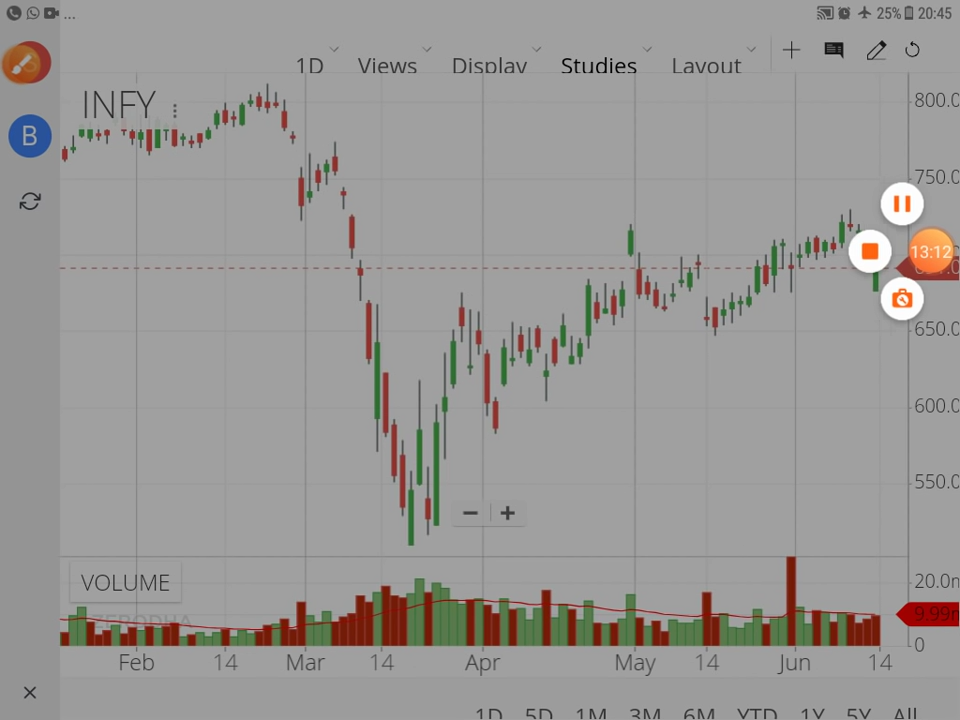 ... 25% 20:45
1D Views Display Studies Layout
INFY
800.0
750.0
B
13:12
650.0
600.0
550.0
VOLUME
20.0m
ZERODHA
9.99m
0
Feb 14 Mar 14 Apr May 14 Jun 14
1D 5D 1M 3M 6M YTD 1Y 5Y All